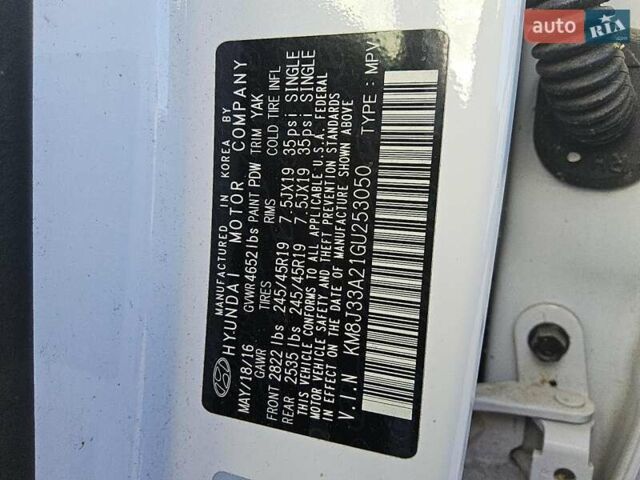 MANUFACTURED IN KOREA BY
HYUNDAI MOTOR COMPANY
MAY/18/16 GVWR 4652 lbs PAINT PDW TRIM YAK
GAWR TIRES RIMS COLD TIRE INFL
FRONT 2822 lbs 245/45R19 7.5JX19 35psi SINGLE
REAR 2535 lbs 245/45R19 7.5JX19 35psi SINGLE
THIS VEHICLE CONFORMS TO ALL APPLICABLE U.S.A. FEDERAL
MOTOR VEHICLE SAFETY AND THEFT PREVENTION STANDARDS
IN EFFECT ON THE DATE OF MANUFACTURE SHOWN ABOVE.
V.I.N KM8J33A21GU253050 TYPE : MPV
AUTO RIA